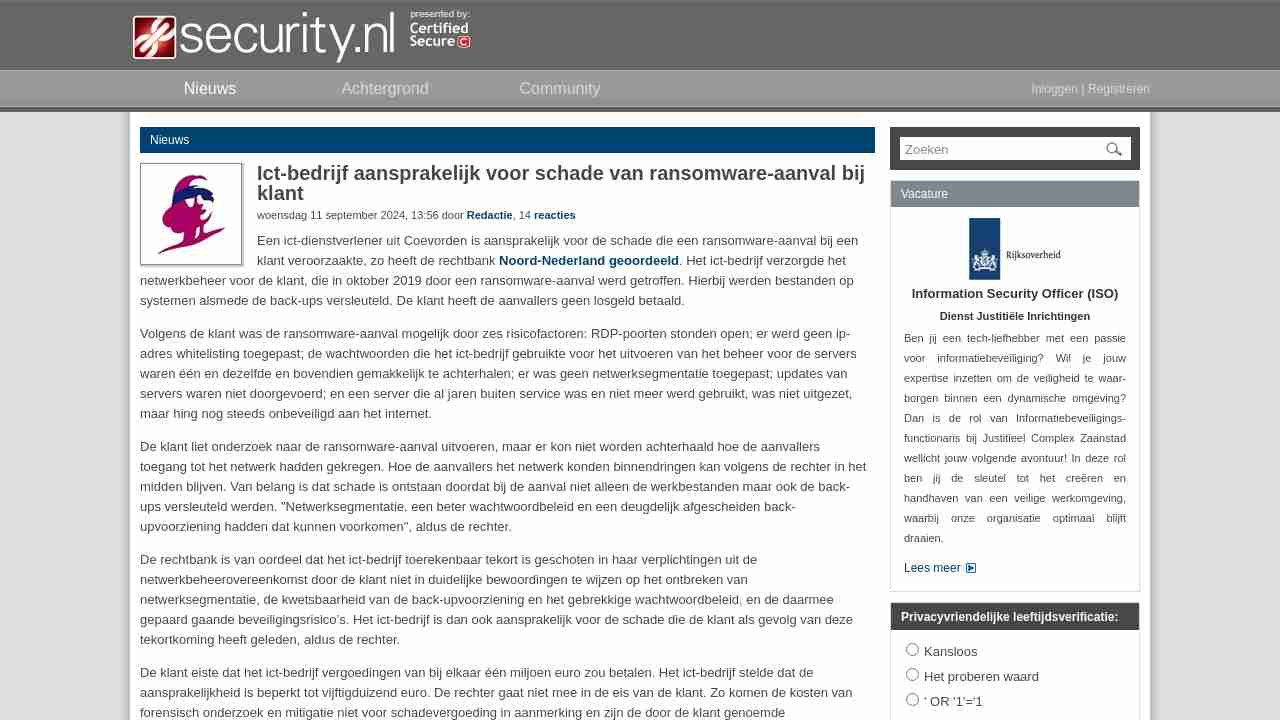 security.nl
presented by:
Certified
Secure
Nieuws
Achtergrond
Community
Inloggen | Registreren
Nieuws
Ict-bedrijf aansprakelijk voor schade van ransomware-aanval bij
klant
woensdag 11 september 2024, 13:56 door Redactie, 14 reacties
Een ict-dienstverlener uit Coevorden is aansprakelijk voor de schade die een ransomware-aanval bij een
klant veroorzaakte, zo heeft de rechtbank Noord-Nederland geoordeeld. Het ict-bedrijf verzorgde het
netwerkbeheer voor de klant, die in oktober 2019 door een ransomware-aanval werd getroffen. Hierbij werden bestanden op
systemen alsmede de back-ups versleuteld. De klant heeft de aanvallers geen losgeld betaald.
Volgens de klant was de ransomware-aanval mogelijk door zes risicofactoren: RDP-poorten stonden open; er werd geen ip-
adres whitelisting toegepast; de wachtwoorden die het ict-bedrijf gebruikte voor het uitvoeren van het beheer voor de servers
waren één en dezelfde en bovendien gemakkelijk te achterhalen; er was geen netwerksegmentatie toegepast; updates van
servers waren niet doorgevoerd; en een server die al jaren buiten service was en niet meer werd gebruikt, was niet uitgezet,
maar hing nog steeds onbeveiligd aan het internet.
De klant liet onderzoek naar de ransomware-aanval uitvoeren, maar er kon niet worden achterhaald hoe de aanvallers
toegang tot het netwerk hadden gekregen. Hoe de aanvallers het netwerk konden binnendringen kan volgens de rechter in het
midden blijven. Van belang is dat schade is ontstaan doordat bij de aanval niet alleen de werkbestanden maar ook de back-
ups versleuteld werden. "Netwerksegmentatie, een beter wachtwoordbeleid en een deugdelijk afgescheiden back-
upvoorziening hadden dat kunnen voorkomen", aldus de rechter.
De rechtbank is van oordeel dat het ict-bedrijf toerekenbaar tekort is geschoten in haar verplichtingen uit de
netwerkbeheerovereenkomst door de klant niet in duidelijke bewoordingen te wijzen op het ontbreken van
netwerksegmentatie, de kwetsbaarheid van de back-upvoorziening en het gebrekkige wachtwoordbeleid, en de daarmee
gepaard gaande beveiligingsrisico's. Het ict-bedrijf is dan ook aansprakelijk voor de schade die de klant als gevolg van deze
tekortkoming heeft geleden, aldus de rechter.
De klant eiste dat het ict-bedrijf vergoedingen van bij elkaar één miljoen euro zou betalen. Het ict-bedrijf stelde dat de
aansprakelijkheid is beperkt tot vijftigduizend euro. De rechter gaat niet mee in de eis van de klant. Zo komen de kosten van
forensisch onderzoek en mitigatie niet voor schadevergoeding in aanmerking en zijn de door de klant genoemde
Zoeken
Vacature
Rijksoverheid
Information Security Officer (ISO)
Dienst Justitiële Inrichtingen
Ben jij een tech-liefhebber met een passie
voor informatiebeveiliging? Wil je jouw
expertise inzetten om de veiligheid te waar-
borgen binnen een dynamische omgeving?
Dan is de rol van Informatiebeveiligings-
functionaris bij Justitieel Complex Zaanstad
wellicht jouw volgende avontuur! In deze rol
ben jij de sleutel tot het creëren en
handhaven van een veilige werkomgeving,
waarbij onze organisatie optimaal blijft
draaien.
Lees meer
Privacyvriendelijke leeftijdsverificatie:
Kansloos
Het proberen waard
' OR '1'='1